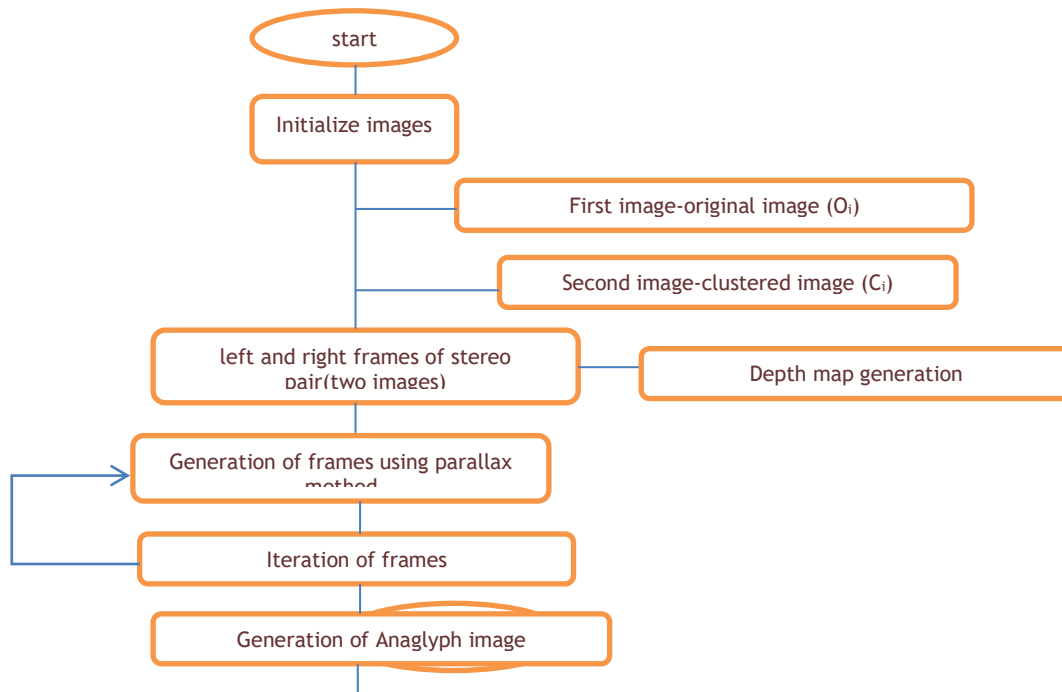 start
Initialize images
First image-original image (Oᵢ)
Second image-clustered image (Cᵢ)
left and right frames of stereo
pair(two images)
Depth map generation
Generation of frames using parallax
method
Iteration of frames
Generation of Anaglyph image